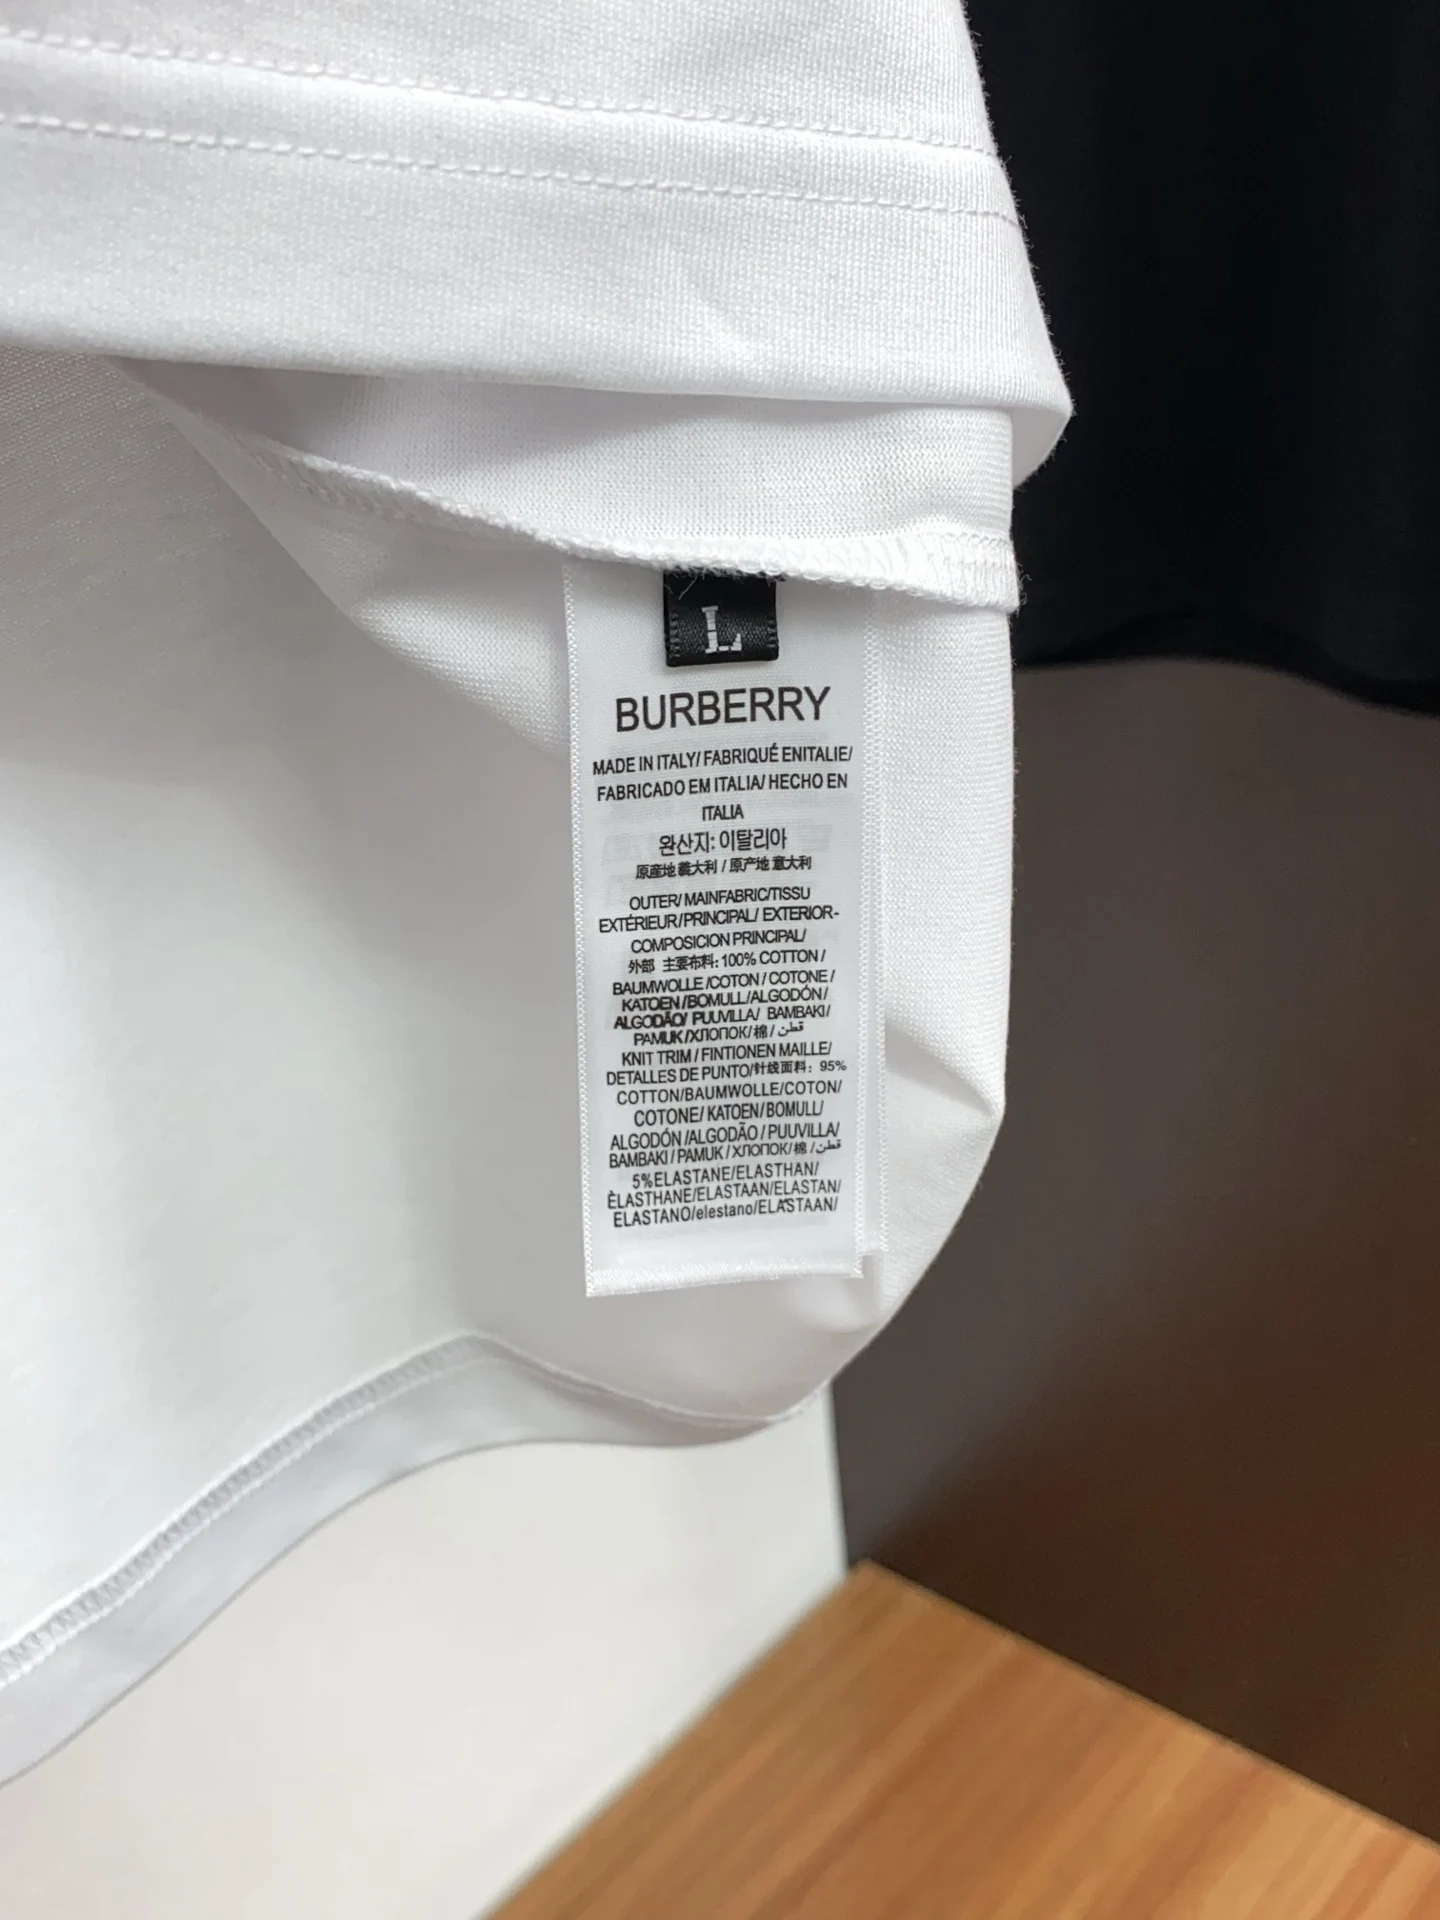 L
BURBERRY
MADE IN ITALY/ FABRIQUÉ ENITALIE/
FABRICADO EM ITALIA/ HECHO EN
ITALIA
완산지: 이탈리아
原産地 義大利 / 原产地 意大利
OUTER/ MAINFABRIC/TISSU
EXTÉRIEUR/PRINCIPAL/ EXTERIOR-
COMPOSICION PRINCIPAL/
外部 主要布料: 100% COTTON /
BAUMWOLLE /COTON / COTONE /
KATOEN /BOMULL/ALGODÓN /
ALGODÃO/ PUUVILLA/ BAMBAKI/
PAMUK /ХЛОПОК/ 棉 / قطن
KNIT TRIM / FINTIONEN MAILLE/
DETALLES DE PUNTO/针线面料: 95%
COTTON/BAUMWOLLE/COTON/
COTONE/ KATOEN/BOMULL/
ALGODÓN /ALGODÃO / PUUVILLA/
BAMBAKI / PAMUK / ХЛОПОК/ 棉 / قطن/
5%ELASTANE/ELASTHAN/
ÈLASTHANE/ELASTAAN/ELASTAN/
ELASTANO/elestano/ELASTAAN/